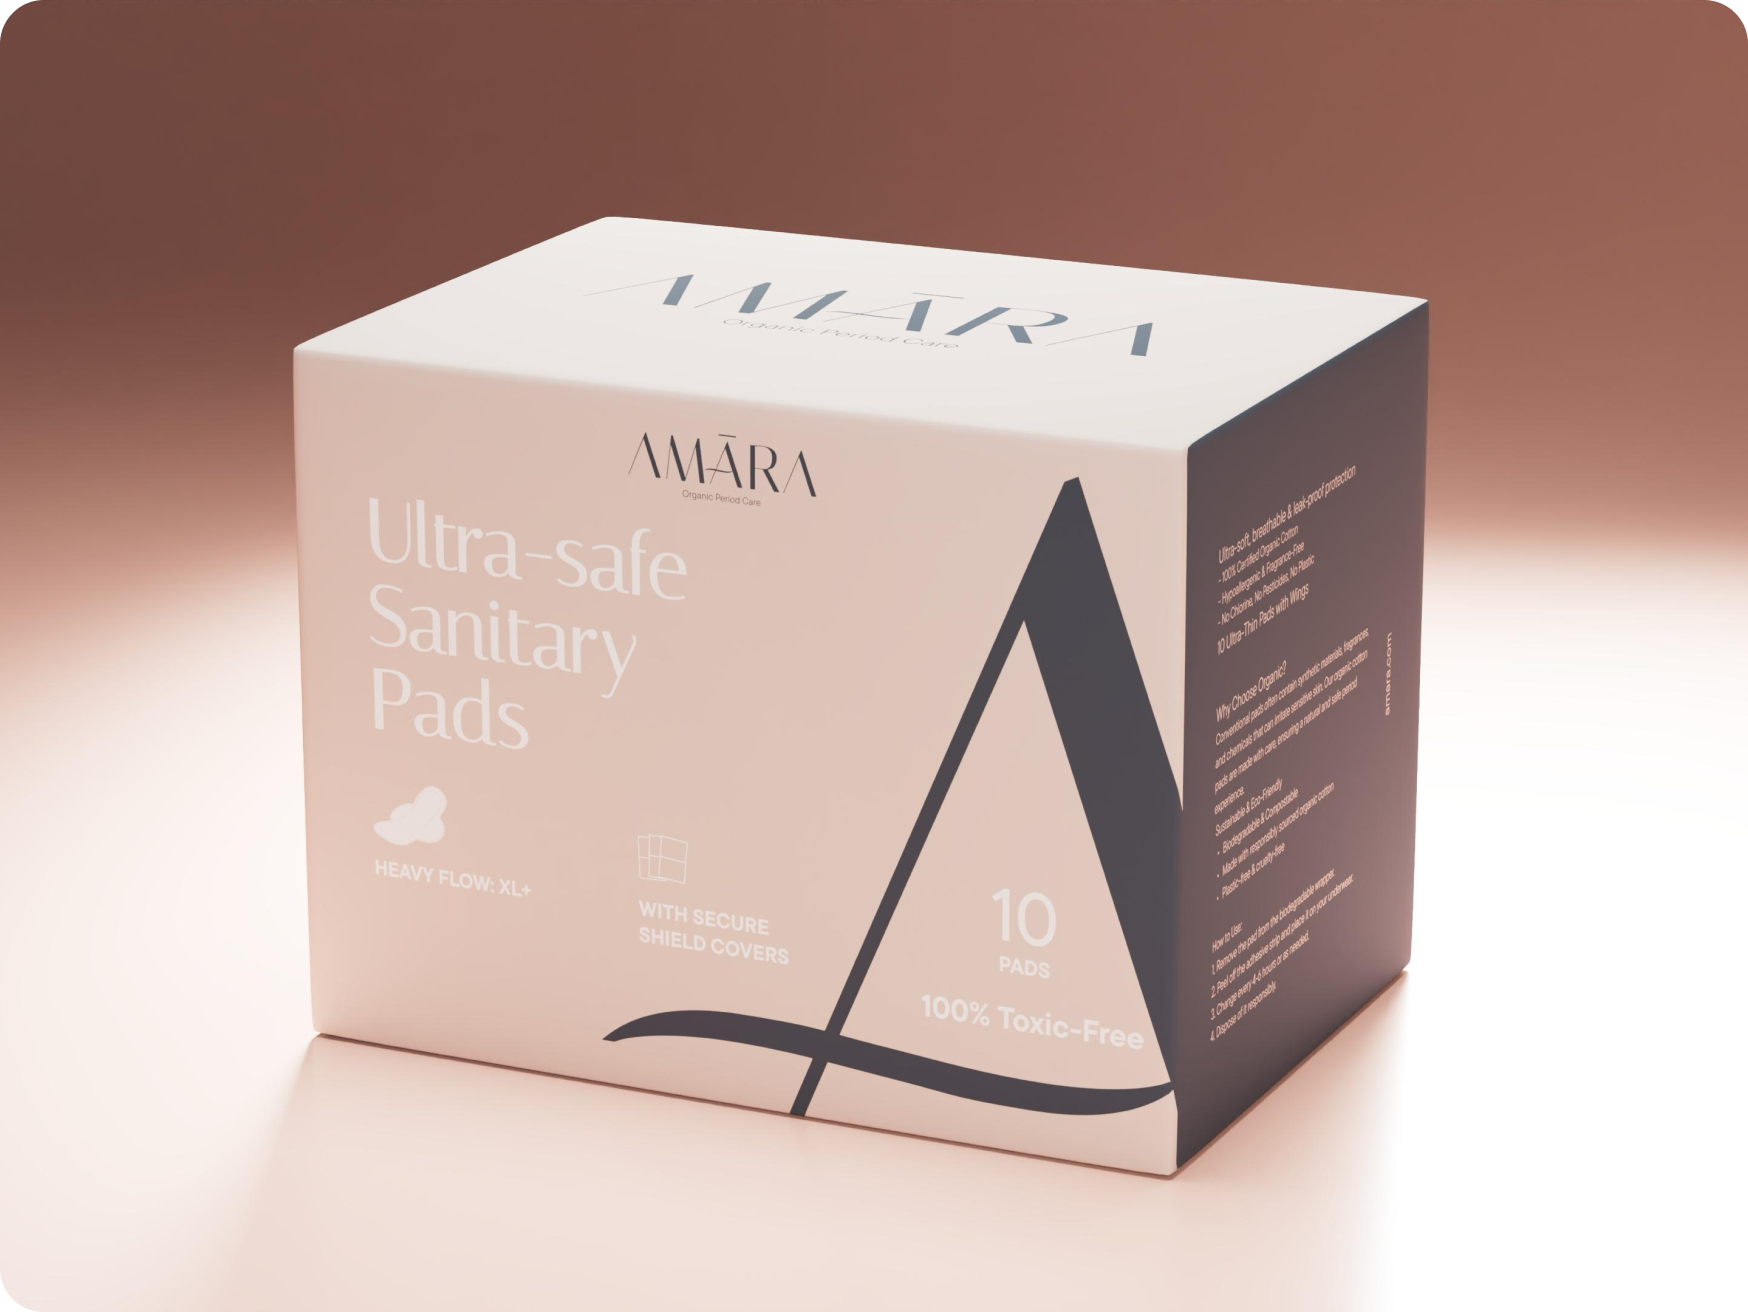 AMĀRA
Organic Period Care
AMĀRA
Organic Period Care
Ultra-safe
Sanitary
Pads
HEAVY FLOW: XL+
WITH SECURE
SHIELD COVERS
10
PADS
100% Toxic-Free
Ultra-soft, breathable & leak-proof protection
- 100% Certified Organic Cotton
- Hypoallergenic & Fragrance-Free
- No Chlorine, No Pesticides, No Plastic
10 Ultra-Thin Pads with Wings
Why Choose Organic?
Conventional pads often contain synthetic materials, fragrances,
and chemicals that can irritate sensitive skin. Our organic cotton
pads are made with care, ensuring a natural and safe period
experience.
Sustainable & Eco-Friendly
• Biodegradable & Compostable
• Made with responsibly sourced organic cotton
• Plastic-free & cruelty-free
How to Use:
1. Remove the pad from the biodegradable wrapper.
2. Peel off the adhesive strip and place it on your underwear.
3. Change every 4-6 hours or as needed.
4. Dispose of it responsibly.
amara.com